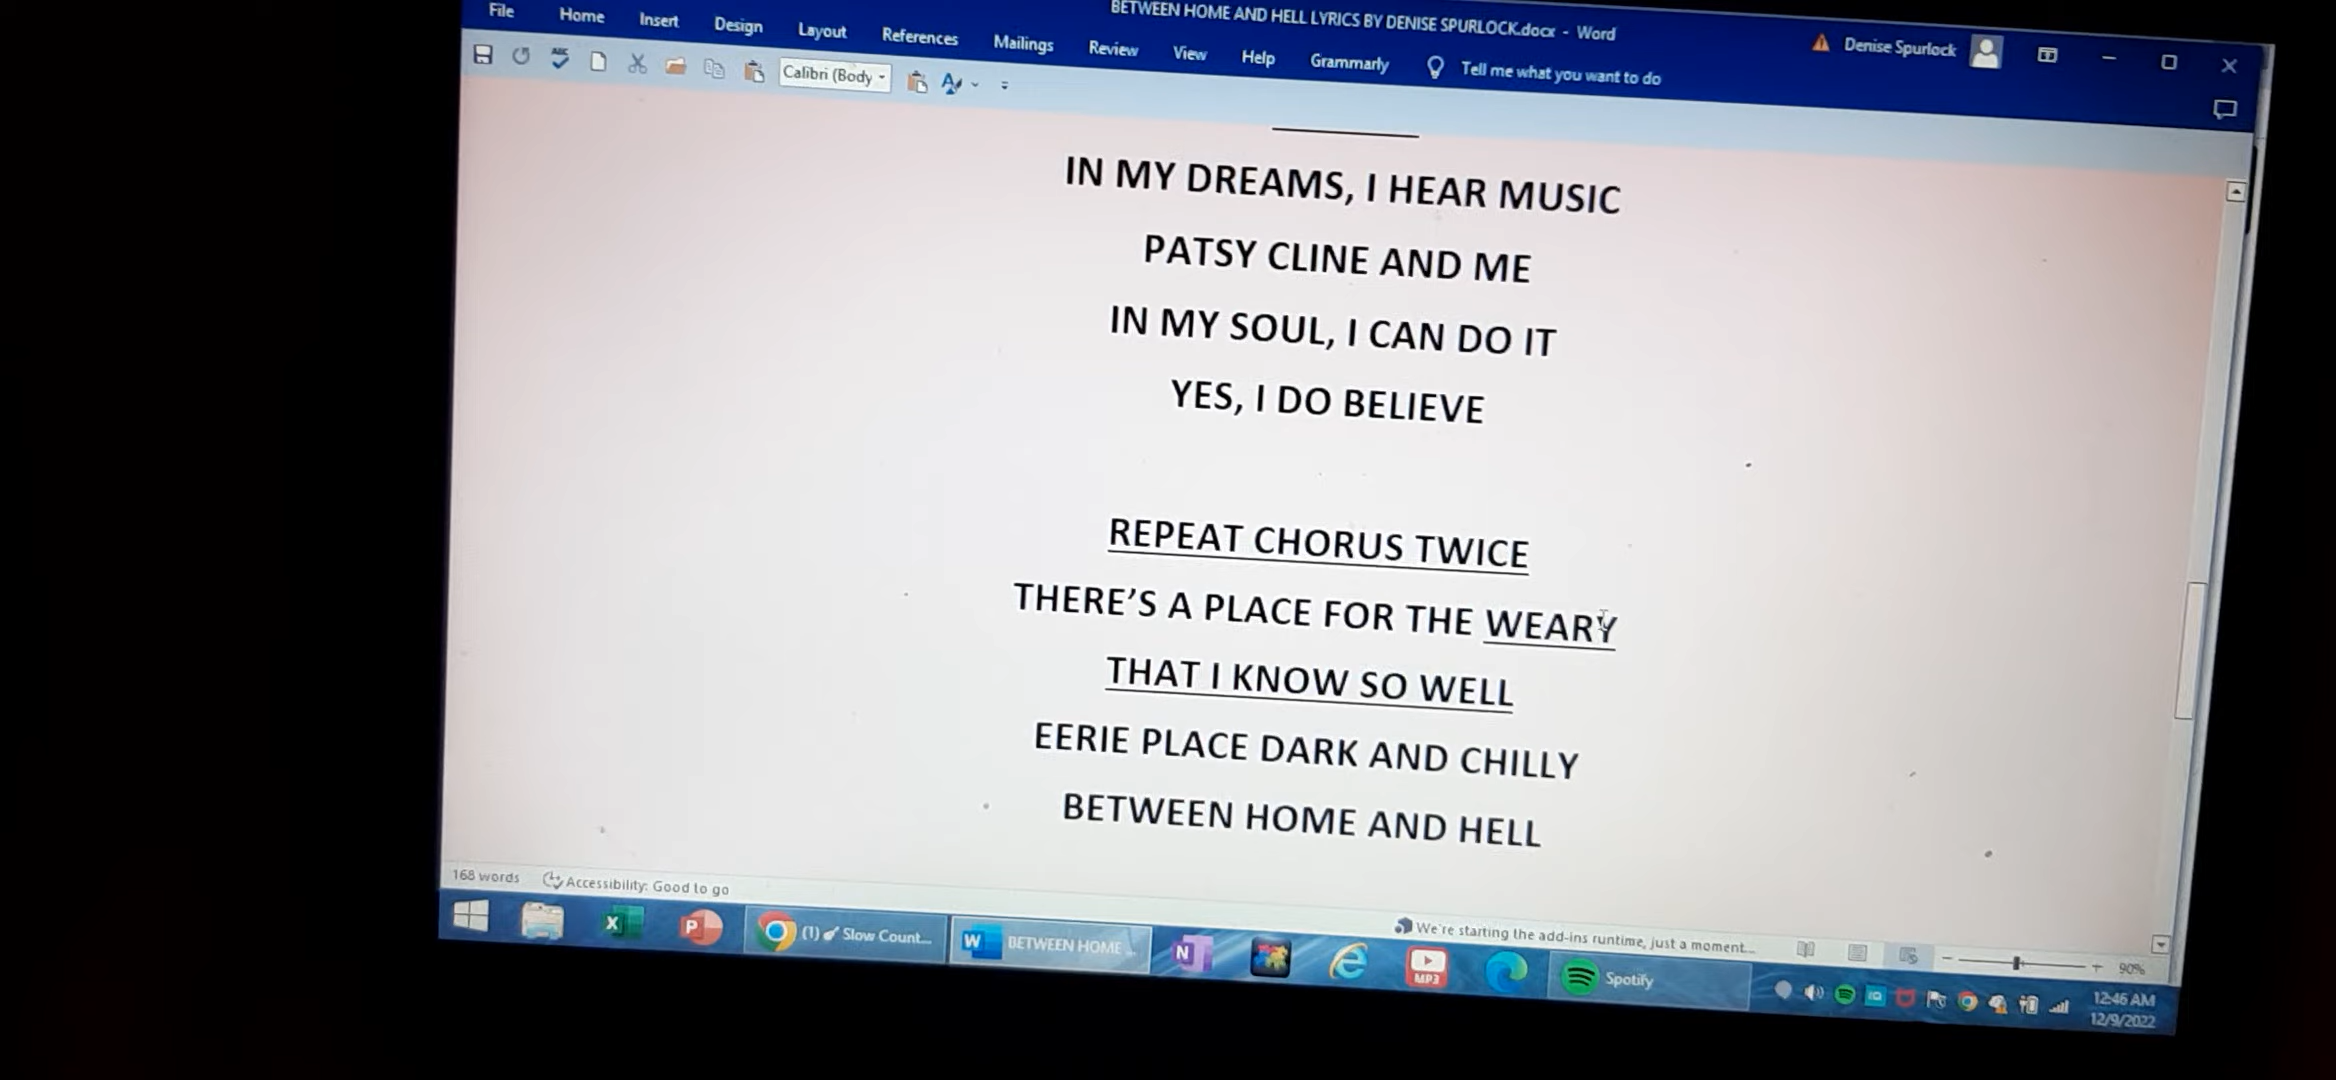 BETWEEN HOME AND HELL LYRICS BY DENISE SPURLOCK.docx - Word
Denise Spurlock
File Home Insert Design Layout References Mailings Review View Help Grammarly Tell me what you want to do
Calibri (Body
IN MY DREAMS, I HEAR MUSIC
PATSY CLINE AND ME
IN MY SOUL, I CAN DO IT
YES, I DO BELIEVE
REPEAT CHORUS TWICE
THERE'S A PLACE FOR THE WEARY
THAT I KNOW SO WELL
EERIE PLACE DARK AND CHILLY
BETWEEN HOME AND HELL
168 words Accessibility: Good to go
We're starting the add-ins runtime, just a moment...
90%
(1) Slow Count...
BETWEEN HOME ...
MP3
Spotify
12:46 AM
12/9/2022